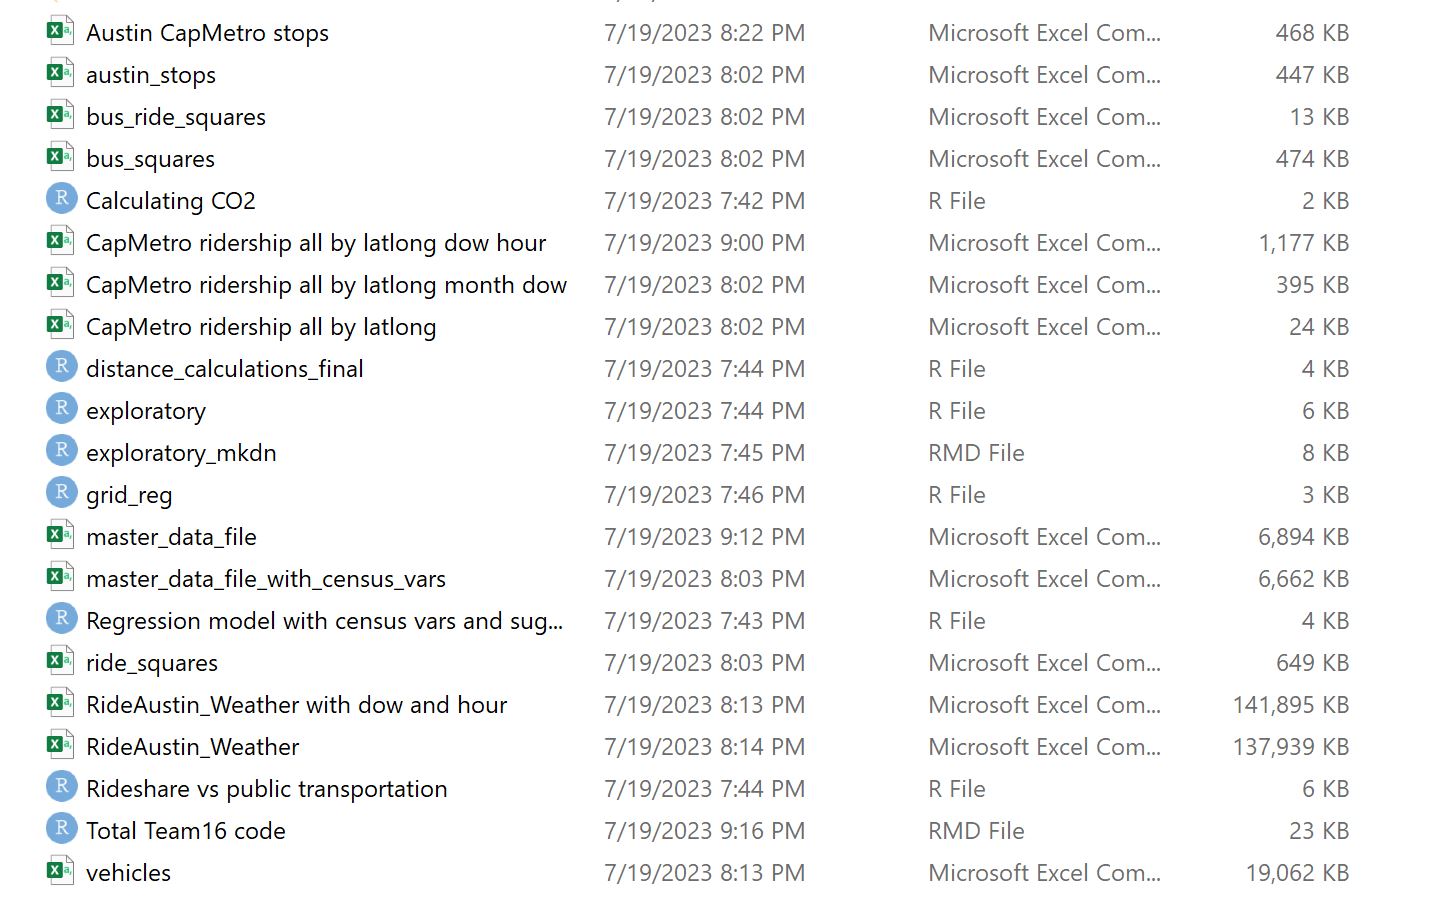 Austin CapMetro stops 7/19/2023 8:22 PM Microsoft Excel Com... 468 KB
austin_stops 7/19/2023 8:02 PM Microsoft Excel Com... 447 KB
bus_ride_squares 7/19/2023 8:02 PM Microsoft Excel Com... 13 KB
bus_squares 7/19/2023 8:02 PM Microsoft Excel Com... 474 KB
Calculating CO2 7/19/2023 7:42 PM R File 2 KB
CapMetro ridership all by latlong dow hour 7/19/2023 9:00 PM Microsoft Excel Com... 1,177 KB
CapMetro ridership all by latlong month dow 7/19/2023 8:02 PM Microsoft Excel Com... 395 KB
CapMetro ridership all by latlong 7/19/2023 8:02 PM Microsoft Excel Com... 24 KB
distance_calculations_final 7/19/2023 7:44 PM R File 4 KB
exploratory 7/19/2023 7:44 PM R File 6 KB
exploratory_mkdn 7/19/2023 7:45 PM RMD File 8 KB
grid_reg 7/19/2023 7:46 PM R File 3 KB
master_data_file 7/19/2023 9:12 PM Microsoft Excel Com... 6,894 KB
master_data_file_with_census_vars 7/19/2023 8:03 PM Microsoft Excel Com... 6,662 KB
Regression model with census vars and sug... 7/19/2023 7:43 PM R File 4 KB
ride_squares 7/19/2023 8:03 PM Microsoft Excel Com... 649 KB
RideAustin_Weather with dow and hour 7/19/2023 8:13 PM Microsoft Excel Com... 141,895 KB
RideAustin_Weather 7/19/2023 8:14 PM Microsoft Excel Com... 137,939 KB
Rideshare vs public transportation 7/19/2023 7:44 PM R File 6 KB
Total Team16 code 7/19/2023 9:16 PM RMD File 23 KB
vehicles 7/19/2023 8:13 PM Microsoft Excel Com... 19,062 KB